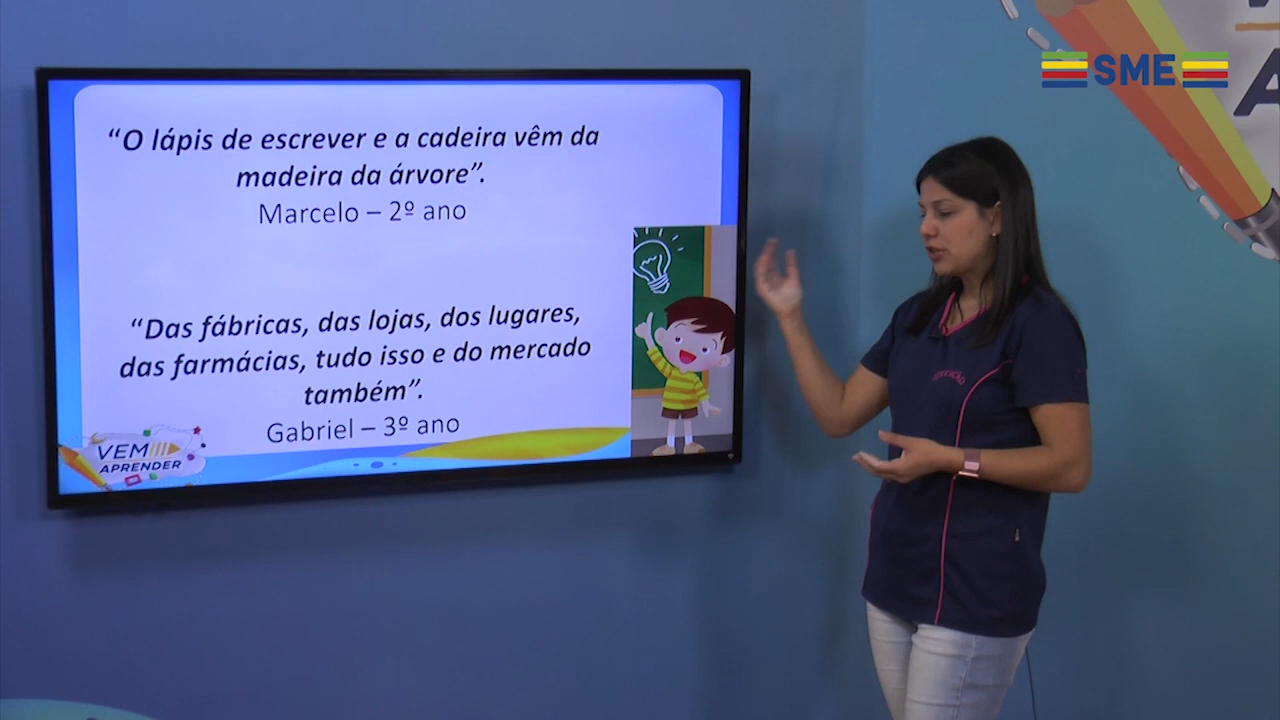 SME
“O lápis de escrever e a cadeira vêm da
madeira da árvore”.
Marcelo – 2º ano
“Das fábricas, das lojas, dos lugares,
das farmácias, tudo isso e do mercado
também”.
Gabriel – 3º ano
VEM
APRENDER